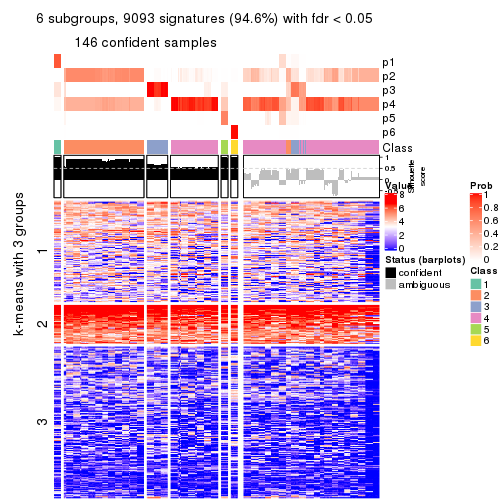 6 subgroups, 9093 signatures (94.6%) with fdr < 0.05
146 confident samples
p1
p2
p3
p4
p5
p6
Class
1
0.5
0
-0.5
Silhouette
score
k-means with 3 groups
1
2
3
Value
8
6
4
2
0
Status (barplots)
confident
ambiguous
Prob
1
0.8
0.6
0.4
0.2
0
Class
1
2
3
4
5
6